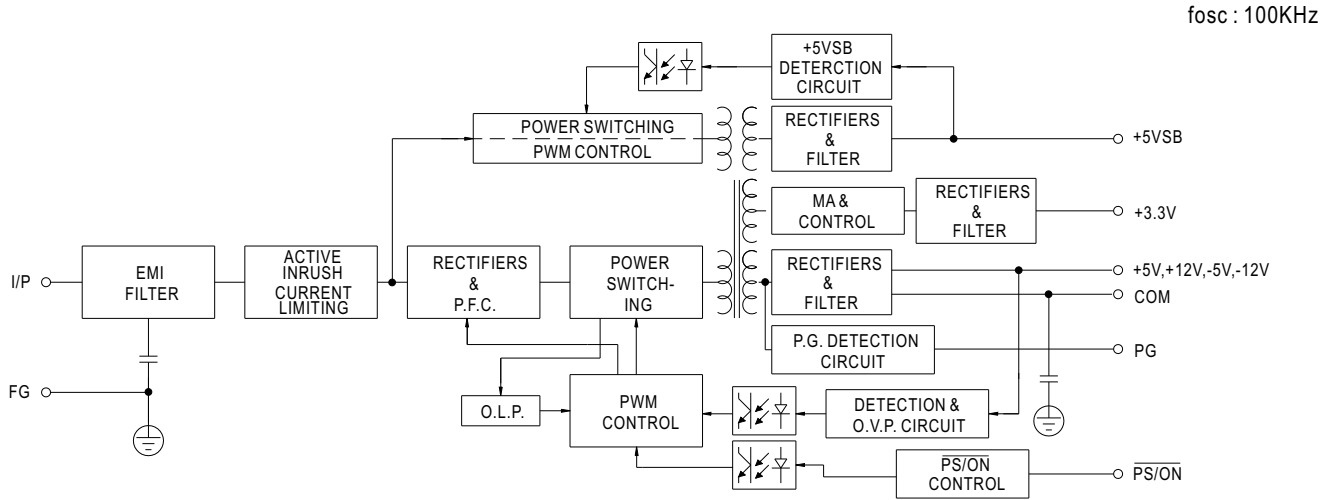 fosc : 100KHz
+5VSB
DETERCTION
CIRCUIT
POWER SWITCHING
PWM CONTROL
RECTIFIERS
&
FILTER
+5VSB
MA &
CONTROL
RECTIFIERS
&
FILTER
+3.3V
I/P
EMI
FILTER
ACTIVE
INRUSH
CURRENT
LIMITING
RECTIFIERS
&
P.F.C.
POWER
SWITCH-
ING
RECTIFIERS
&
FILTER
+5V,+12V,-5V,-12V
COM
P.G. DETECTION
CIRCUIT
PG
FG
O.L.P.
PWM
CONTROL
DETECTION &
O.V.P. CIRCUIT
PS/ON
CONTROL
PS/ON